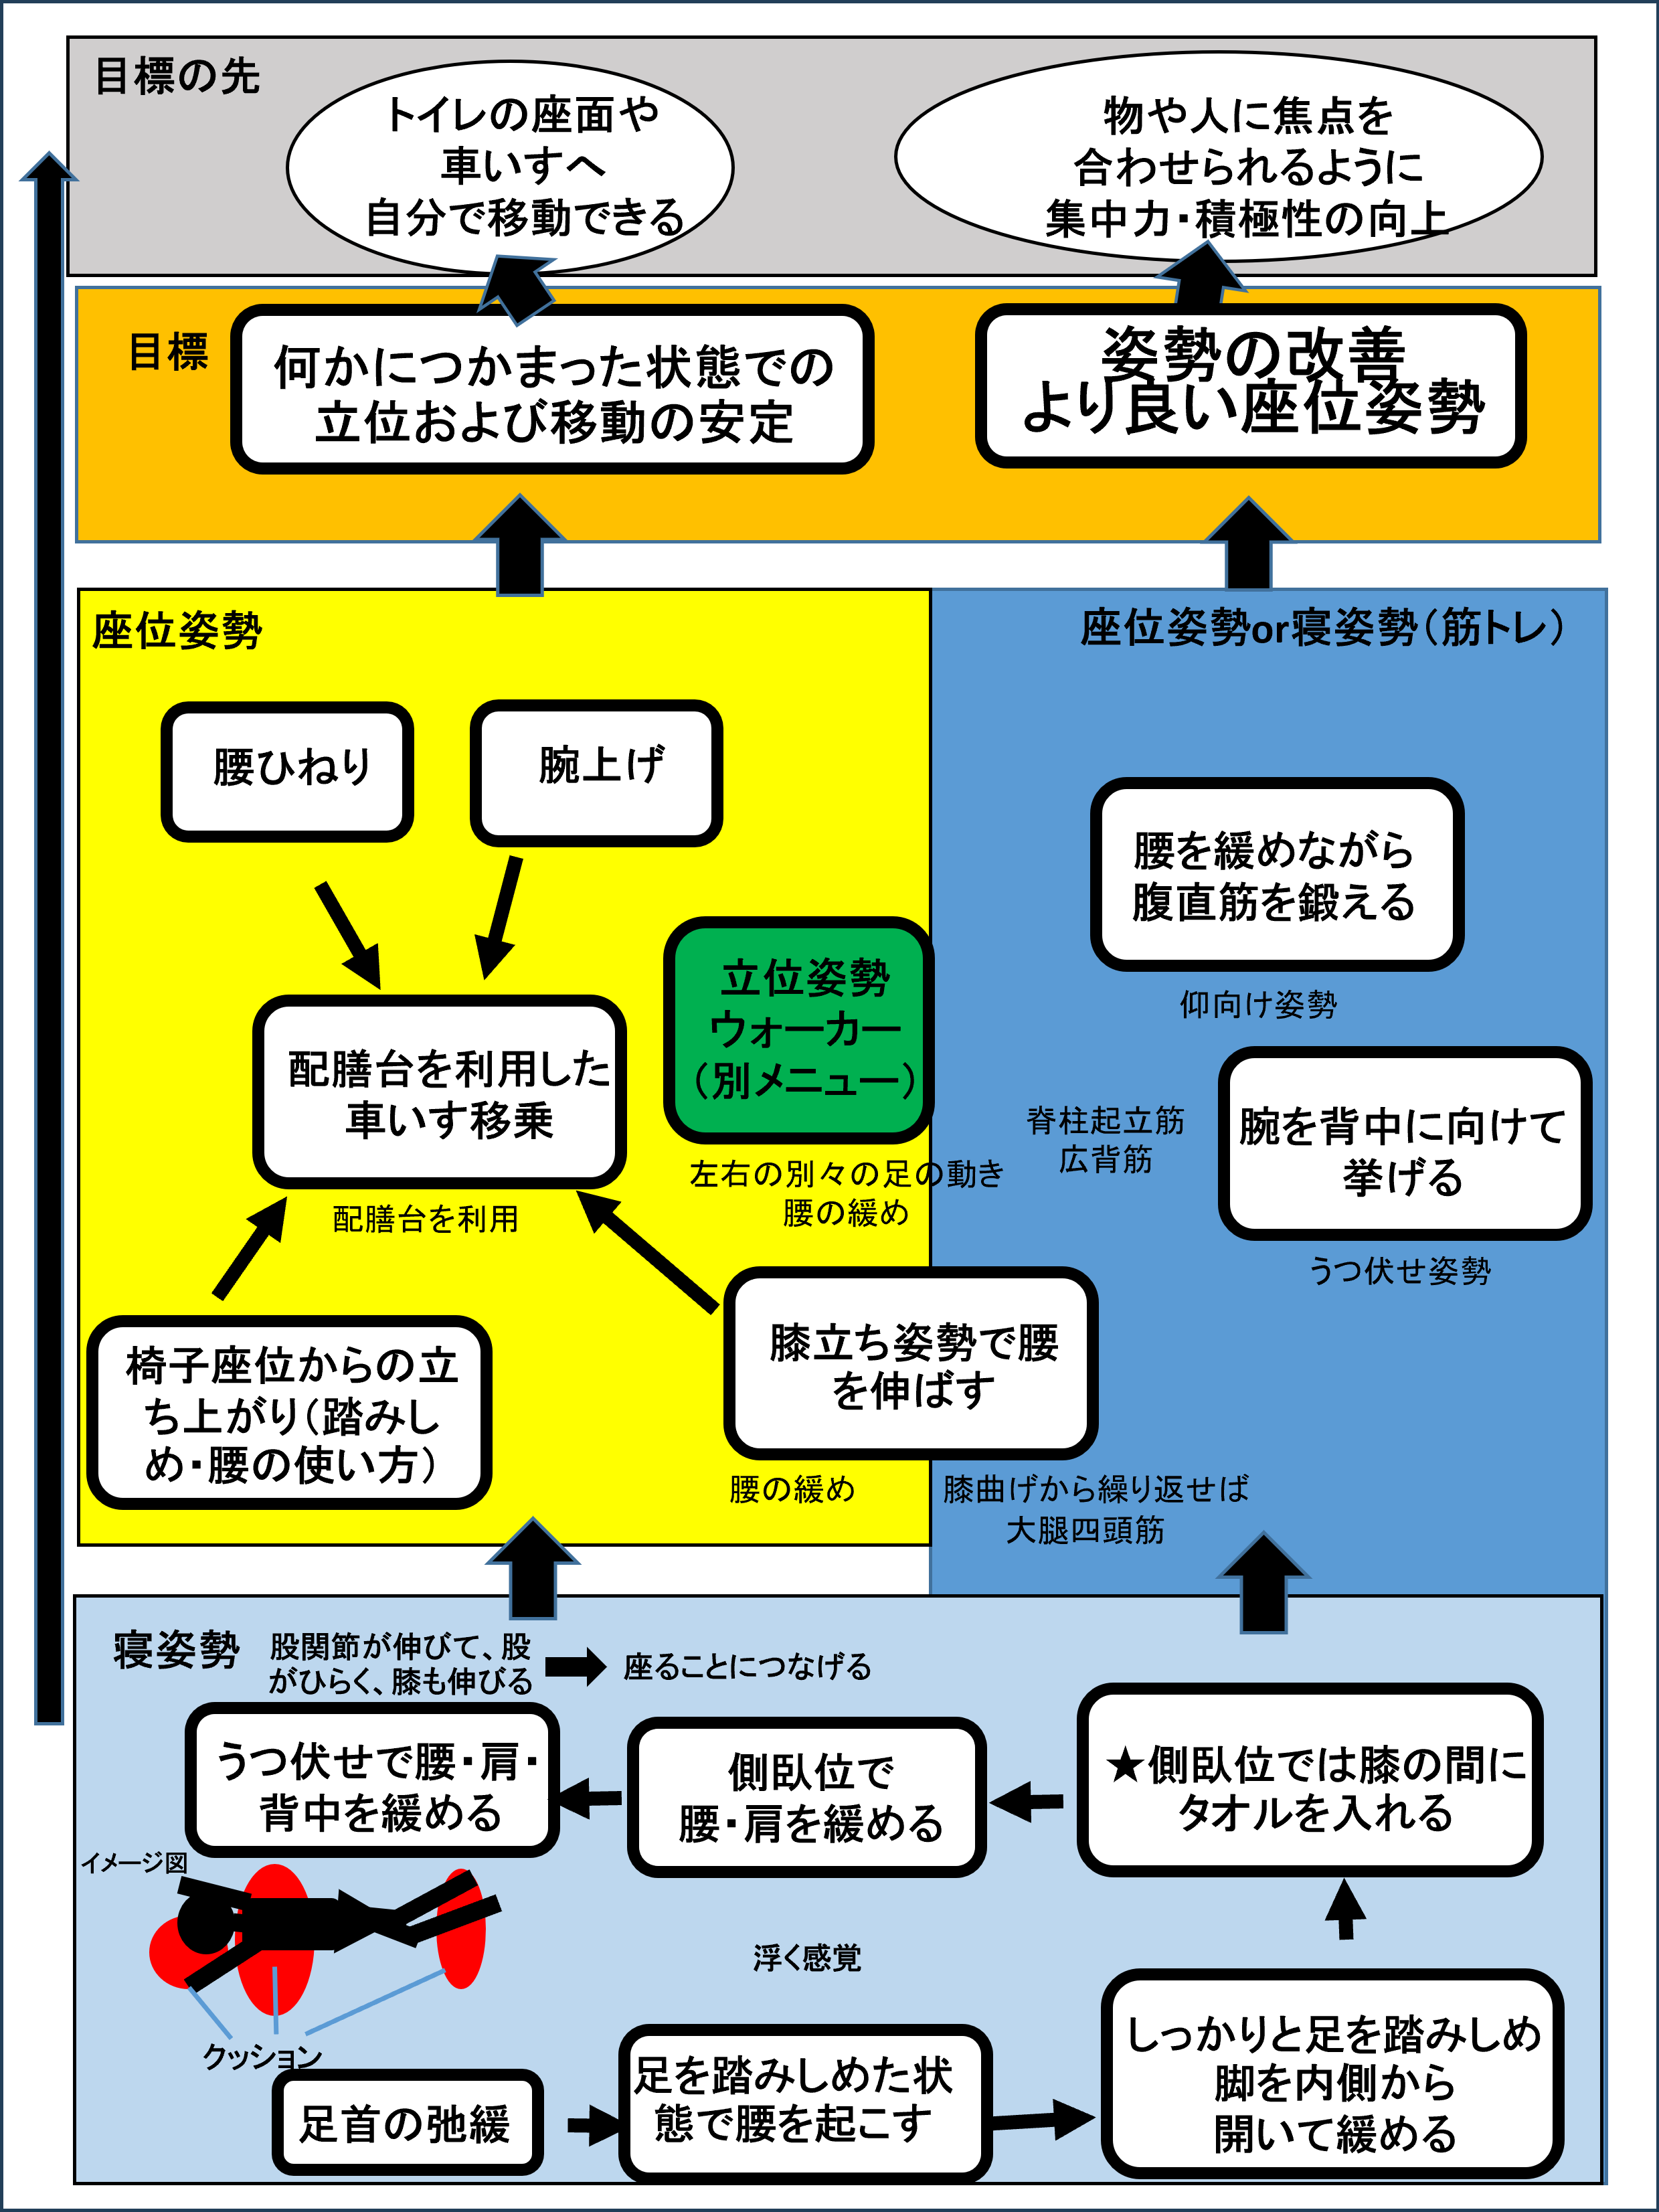 目標の先
トイレの座面や
車いすへ
自分で移動できる
物や人に焦点を
合わせられるように
集中力・積極性の向上
目標
何かにつかまった状態での
立位および移動の安定
姿勢の改善
より良い座位姿勢
座位姿勢
腰ひねり
腕上げ
配膳台を利用した
車いす移乗
配膳台を利用
立位姿勢
ウォーカー
（別メニュー）
左右の別々の足の動き
腰の緩め
椅子座位からの立
ち上がり（踏みし
め・腰の使い方）
膝立ち姿勢で腰
を伸ばす
腰の緩め
膝曲げから繰り返せば
大腿四頭筋
座位姿勢or寝姿勢（筋トレ）
腰を緩めながら
腹直筋を鍛える
仰向け姿勢
脊柱起立筋
広背筋
腕を背中に向けて
挙げる
うつ伏せ姿勢
寝姿勢
股関節が伸びて、股
がひらく、膝も伸びる
座ることにつなげる
うつ伏せで腰・肩・
背中を緩める
側臥位で
腰・肩を緩める
★側臥位では膝の間に
タオルを入れる
イメージ図
クッション
浮く感覚
足首の弛緩
足を踏みしめた状
態で腰を起こす
しっかりと足を踏みしめ
脚を内側から
開いて緩める